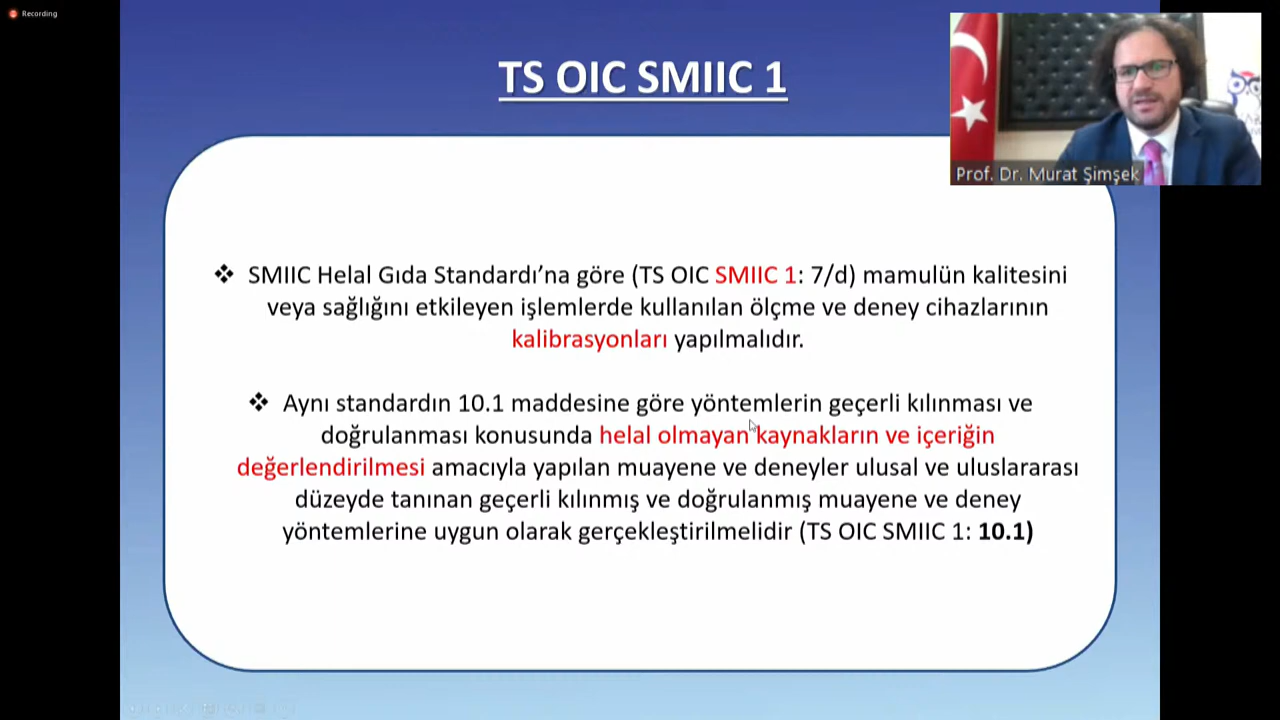 Recording
TS OIC SMIIC 1
Prof. Dr. Murat Şimşek
❖ SMIIC Helal Gıda Standardı’na göre (TS OIC SMIIC 1: 7/d) mamulün kalitesini
veya sağlığını etkileyen işlemlerde kullanılan ölçme ve deney cihazlarının
kalibrasyonları yapılmalıdır.
❖ Aynı standardın 10.1 maddesine göre yöntemlerin geçerli kılınması ve
doğrulanması konusunda helal olmayan kaynakların ve içeriğin
değerlendirilmesi amacıyla yapılan muayene ve deneyler ulusal ve uluslararası
düzeyde tanınan geçerli kılınmış ve doğrulanmış muayene ve deney
yöntemlerine uygun olarak gerçekleştirilmelidir (TS OIC SMIIC 1: 10.1)